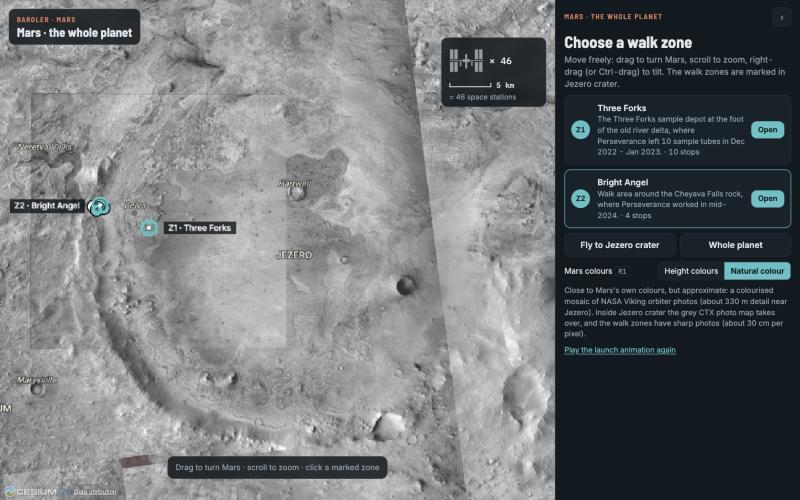 BAROLER · MARS
Mars · the whole planet
× 46
5 km
= 46 space stations
Neretva Vallis
Hartwell
Z2 · Bright Angel
Belva
Z1 · Three Forks
JEZERO
Marysville
UM
Drag to turn Mars · scroll to zoom · click a marked zone
CESIUM
Data attribution
MARS · THE WHOLE PLANET
›
Choose a walk zone
Move freely: drag to turn Mars, scroll to zoom, right-
drag (or Ctrl-drag) to tilt. The walk zones are marked in
Jezero crater.
Z1
Three Forks
The Three Forks sample depot at the foot
of the old river delta, where
Perseverance left 10 sample tubes in Dec
2022 – Jan 2023. · 10 stops
Open
Z2
Bright Angel
Walk area around the Cheyava Falls rock,
where Perseverance worked in mid-
2024. · 4 stops
Open
Fly to Jezero crater
Whole planet
Mars colours R1
Height colours
Natural colour
Close to Mars's own colours, but approximate: a colourised
mosaic of NASA Viking orbiter photos (about 330 m detail near
Jezero). Inside Jezero crater the grey CTX photo map takes
over, and the walk zones have sharp photos (about 30 cm per
pixel).
Play the launch animation again